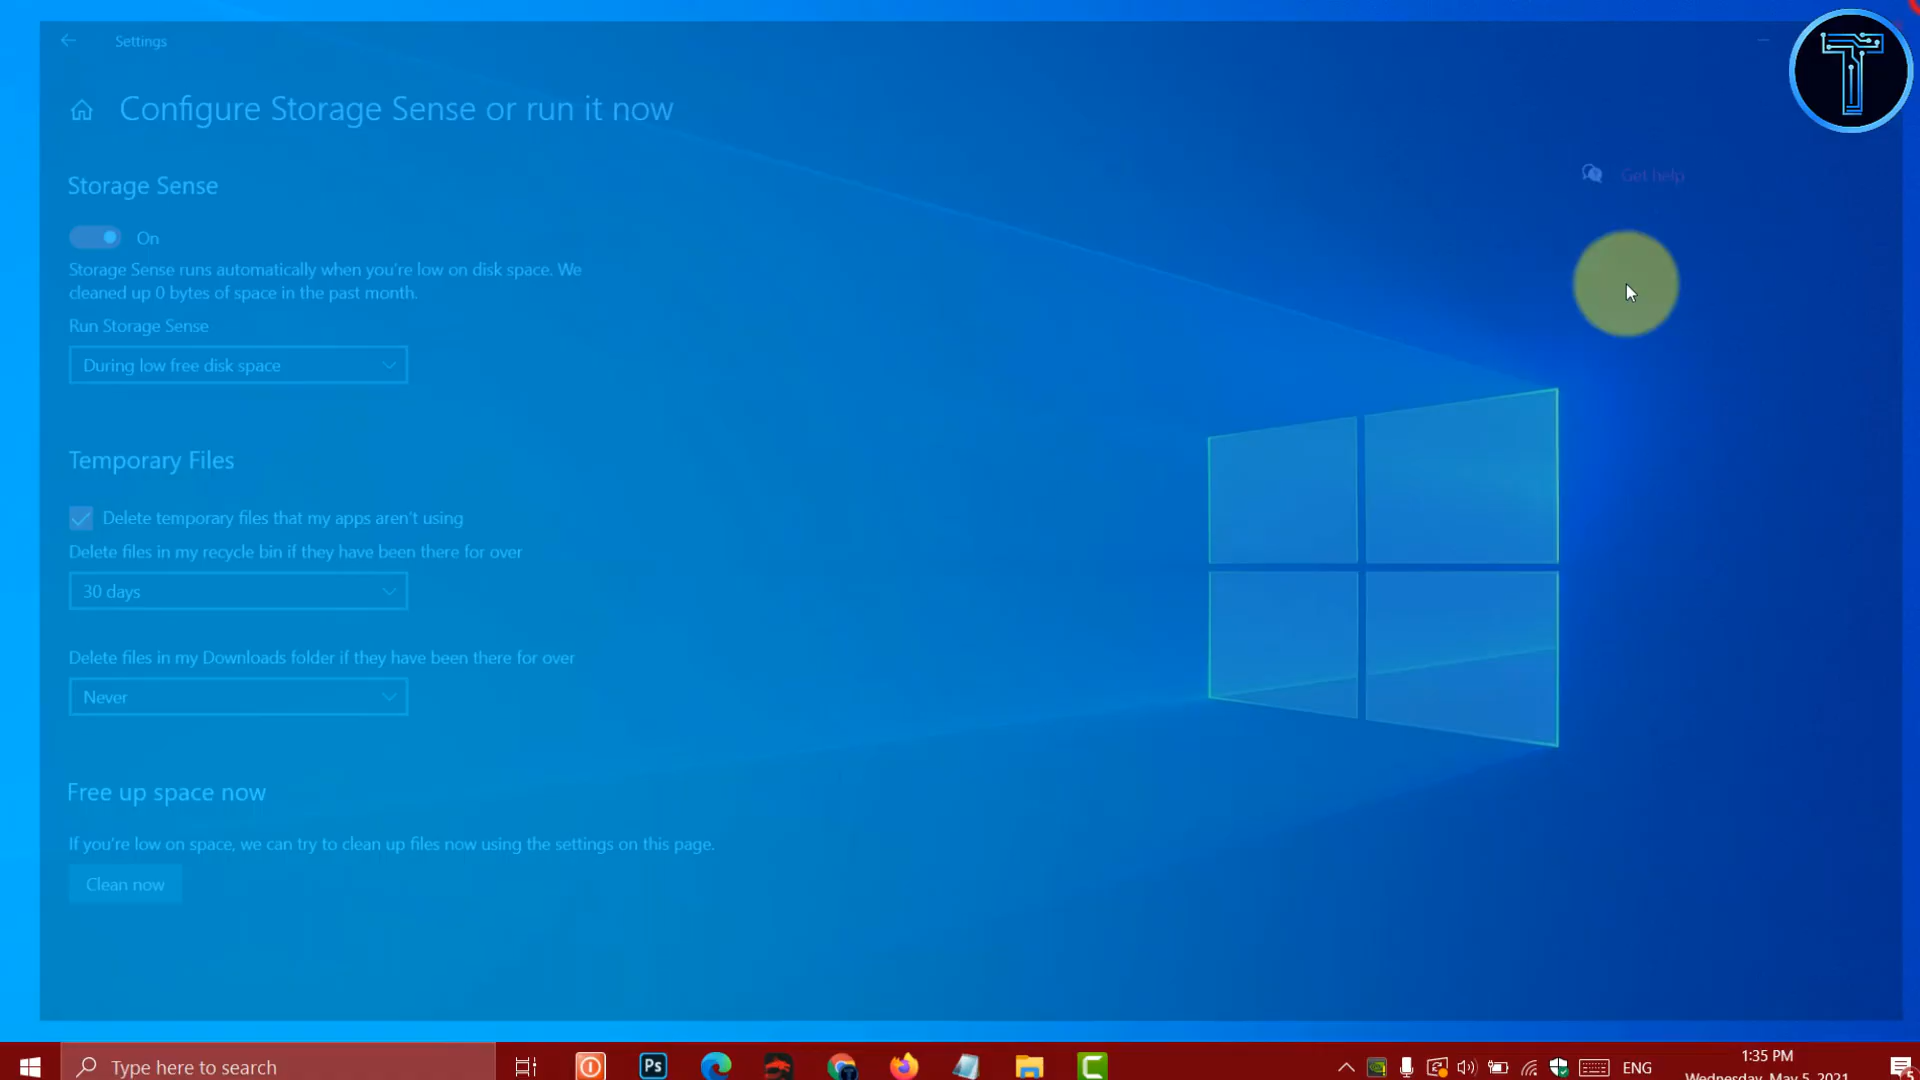 Settings
Configure Storage Sense or run it now
Get help
Storage Sense
On
Storage Sense runs automatically when you're low on disk space. We
cleaned up 0 bytes of space in the past month.
Run Storage Sense
During low free disk space
Temporary Files
Delete temporary files that my apps aren't using
Delete files in my recycle bin if they have been there for over
30 days
Delete files in my Downloads folder if they have been there for over
Never
Free up space now
If you're low on space, we can try to clean up files now using the settings on this page.
Clean now
Type here to search
Ps
ENG
1:35 PM
Wednesday, May 5, 2021
5